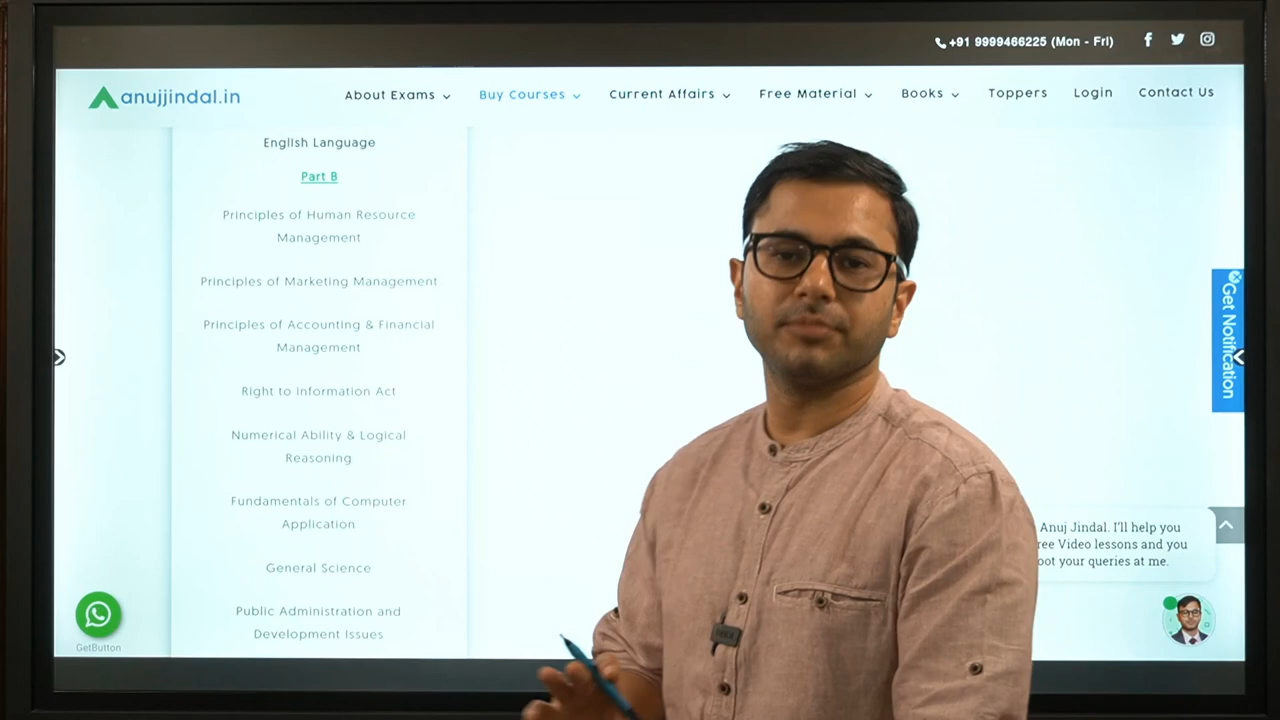 +91 9999466225 (Mon - Fri)
anujjindal.in
About Exams
Buy Courses
Current Affairs
Free Material
Books
Toppers
Login
Contact Us
English Language
Part B
Principles of Human Resource
Management
Principles of Marketing Management
Principles of Accounting & Financial
Management
Right to Information Act
Numerical Ability & Logical
Reasoning
Fundamentals of Computer
Application
General Science
Public Administration and
Development Issues
Get Notification
Anuj Jindal. I'll help you
ree Video lessons and you
oot your queries at me.
GetButton